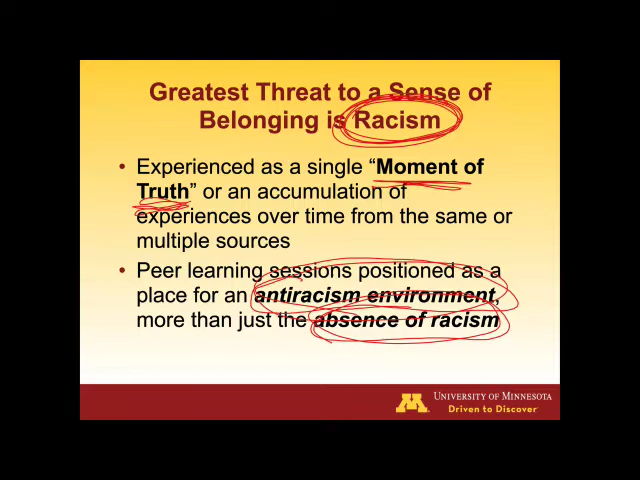 Greatest Threat to a Sense of
Belonging is Racism
• Experienced as a single “Moment of
Truth” or an accumulation of
experiences over time from the same or
multiple sources
• Peer learning sessions positioned as a
place for an antiracism environment,
more than just the absence of racism
M
UNIVERSITY OF MINNESOTA
Driven to Discover